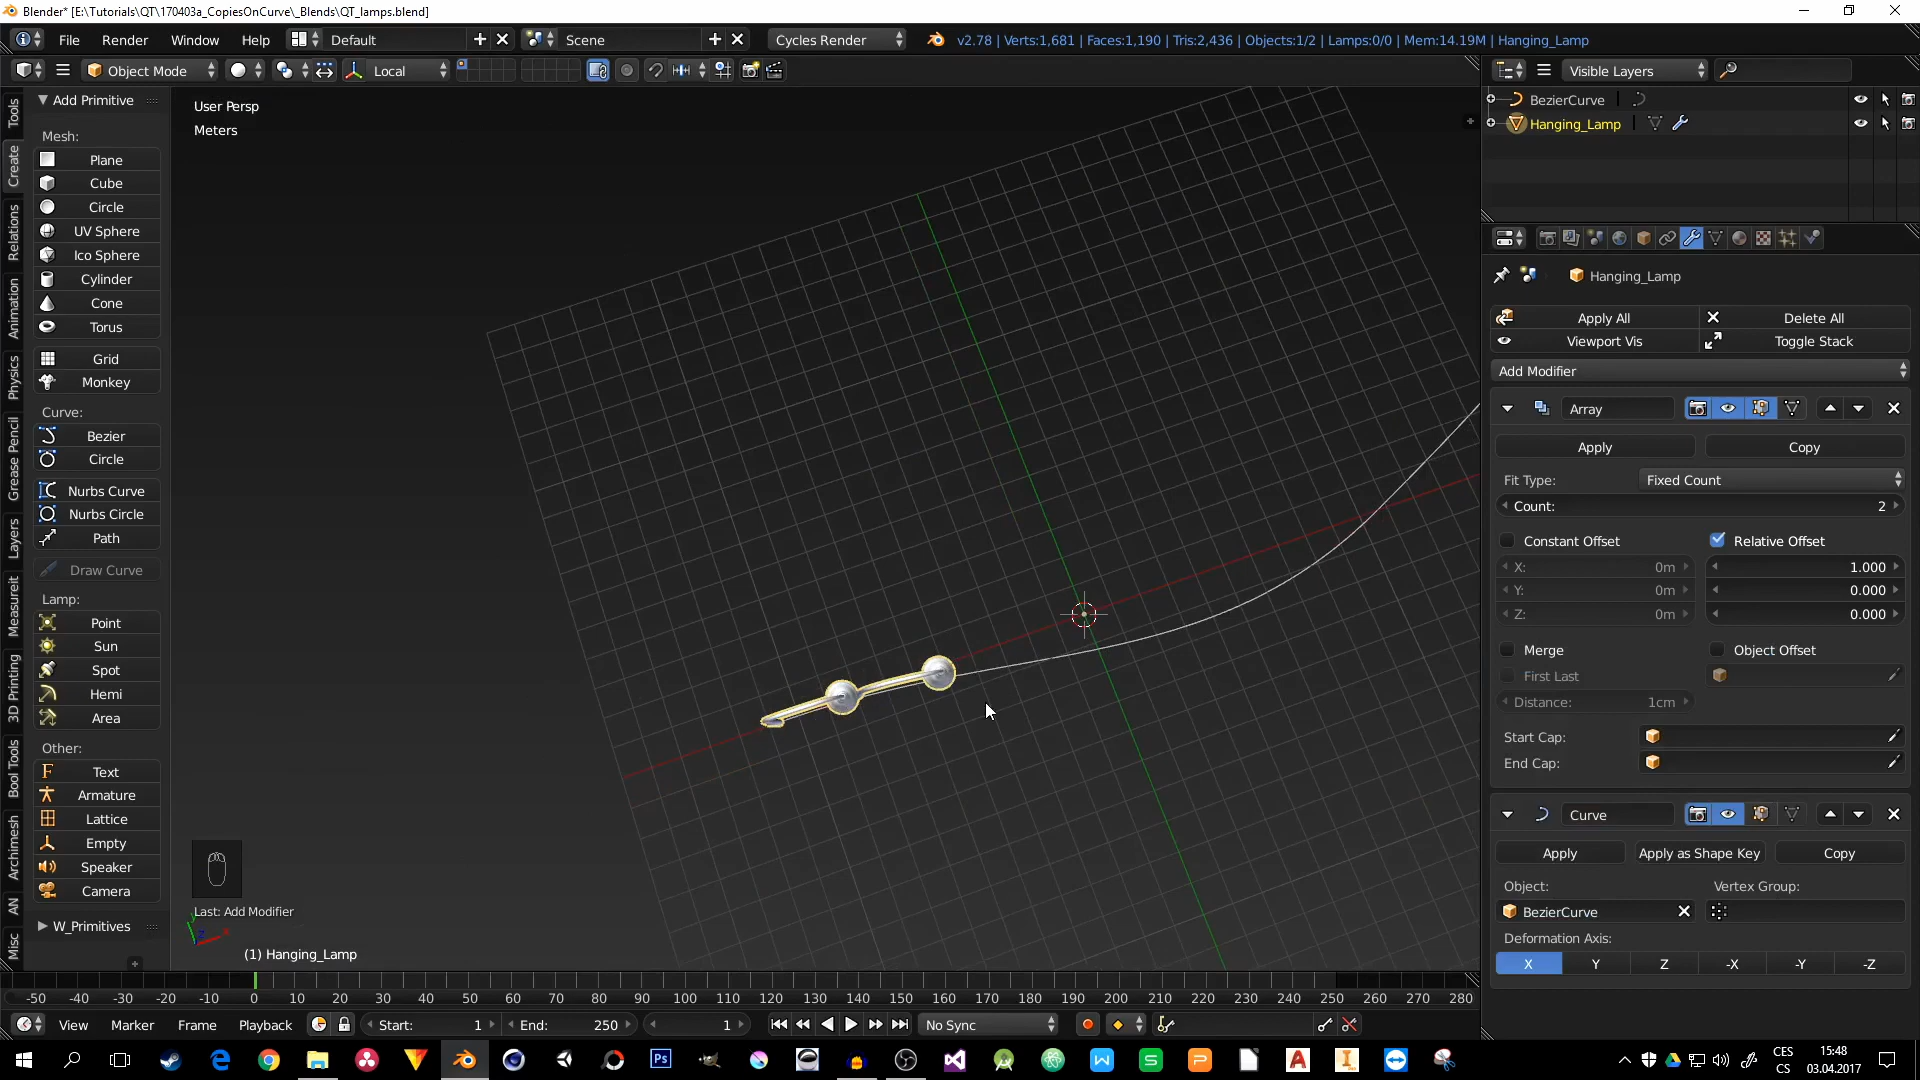 Blender* [E:\Tutorials\QT\170403a_CopiesOnCurve\_Blends\QT_lamps.blend]
File Render Window Help Default Scene Cycles Render v2.78 | Verts:1,681 | Faces:1,190 | Tris:2,436 | Objects:1/2 | Lamps:0/0 | Mem:14.19M | Hanging_Lamp
Object Mode Local Visible Layers
Tools
Create
Relations
Animation
Physics
Grease Pencil
Layers
Measureit
3D Printing
Bool Tools
Archimesh
AN
Misc
Add Primitive
Mesh:
Plane
Cube
Circle
UV Sphere
Ico Sphere
Cylinder
Cone
Torus
Grid
Monkey
Curve:
Bezier
Circle
Nurbs Curve
Nurbs Circle
Path
Draw Curve
Lamp:
Point
Sun
Spot
Hemi
Area
Other:
Text
Armature
Lattice
Empty
Speaker
Camera
W_Primitives
User Persp
Meters
Last: Add Modifier
(1) Hanging_Lamp
BezierCurve
Hanging_Lamp
Hanging_Lamp
Apply All Delete All
Viewport Vis Toggle Stack
Add Modifier
Array
Apply Copy
Fit Type: Fixed Count
Count: 2
Constant Offset Relative Offset
X: 0m 1.000
Y: 0m 0.000
Z: 0m 0.000
Merge Object Offset
First Last
Distance: 1cm
Start Cap:
End Cap:
Curve
Apply Apply as Shape Key Copy
Object: Vertex Group:
BezierCurve
Deformation Axis:
X Y Z -X -Y -Z
-50 -40 -30 -20 -10 0 10 20 30 40 50 60 70 80 90 100 110 120 130 140 150 160 170 180 190 200 210 220 230 240 250 260 270 280
View Marker Frame Playback Start: 1 End: 250 1 No Sync
CES 15:48
CS 03.04.2017